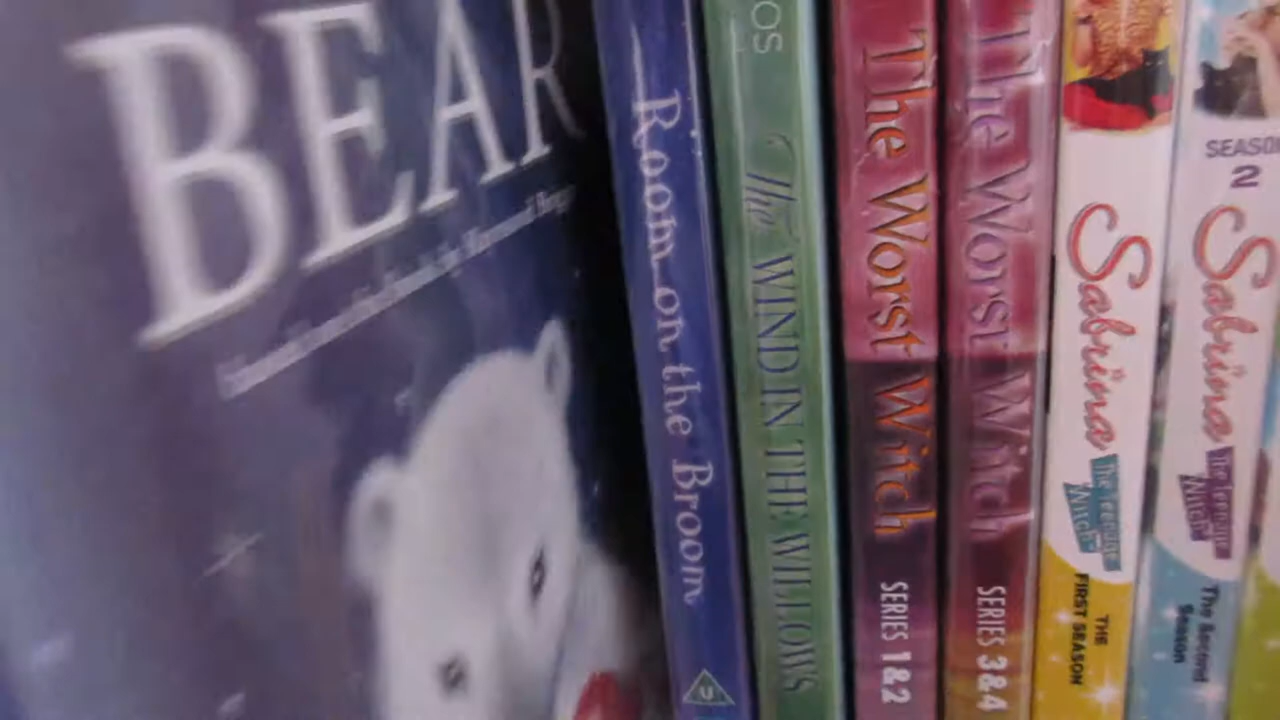 BEAR
Room on the Broom
U
OS
The WIND IN THE WILLOWS
The Worst Witch
SERIES 1&2
The Worst Witch
SERIES 3&4
Sabrina
The Teenage
Witch
THE
FIRST SEASON
SEASON
2
Sabrina
The Teenage
Witch
The Second
Season